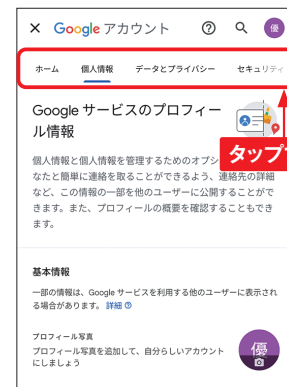 × Google アカウント 優
ホーム 個人情報 データとプライバシー セキュリティ
Google サービスのプロフィー
ル情報
個人情報と個人情報を管理するためのオプシ
なたと簡単に連絡を取ることができるよう、連絡先の詳細
など、この情報の一部を他のユーザーに公開することがで
きます。また、プロフィールの概要を確認することもでき
ます。
タップ
基本情報
一部の情報は、Google サービスを利用する他のユーザーに表示され
る場合があります。 詳細
プロフィール写真
プロフィール写真を追加して、自分らしいアカウント
にしましょう
優